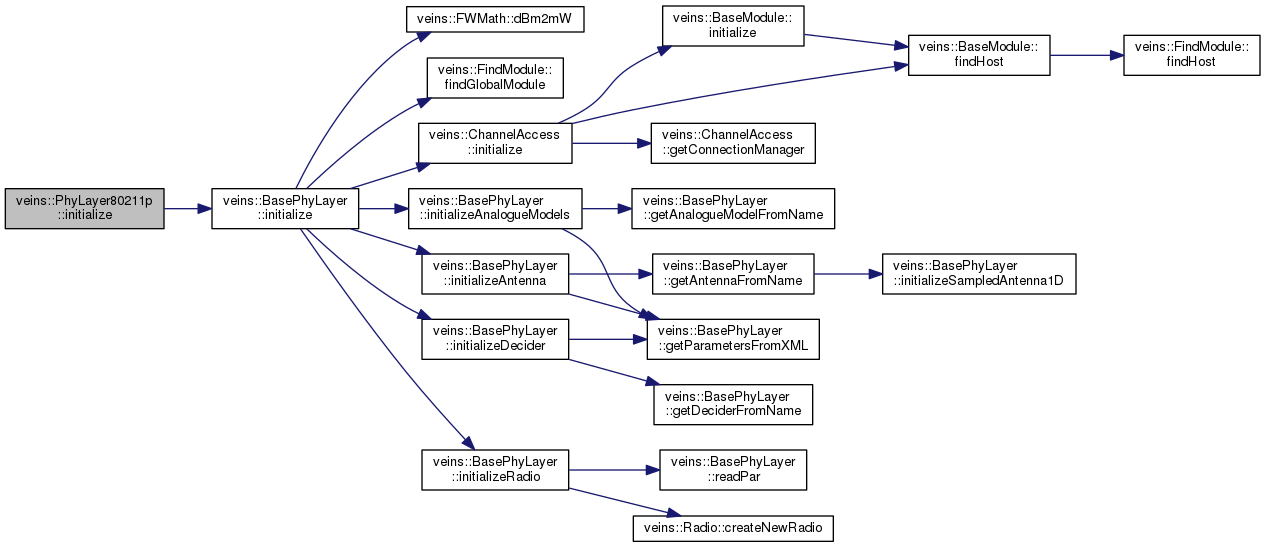 veins::PhyLayer80211p
::initialize
veins::BasePhyLayer
::initialize
veins::FWMath::dBm2mW
veins::FindModule::
findGlobalModule
veins::ChannelAccess
::initialize
veins::BasePhyLayer
::initializeAnalogueModels
veins::BasePhyLayer
::initializeAntenna
veins::BasePhyLayer
::initializeDecider
veins::BasePhyLayer
::initializeRadio
veins::BaseModule::
initialize
veins::ChannelAccess
::getConnectionManager
veins::BasePhyLayer
::getAnalogueModelFromName
veins::BasePhyLayer
::getAntennaFromName
veins::BasePhyLayer
::getParametersFromXML
veins::BasePhyLayer
::getDeciderFromName
veins::BasePhyLayer
::readPar
veins::Radio::createNewRadio
veins::BaseModule::
findHost
veins::BasePhyLayer
::initializeSampledAntenna1D
veins::FindModule::
findHost